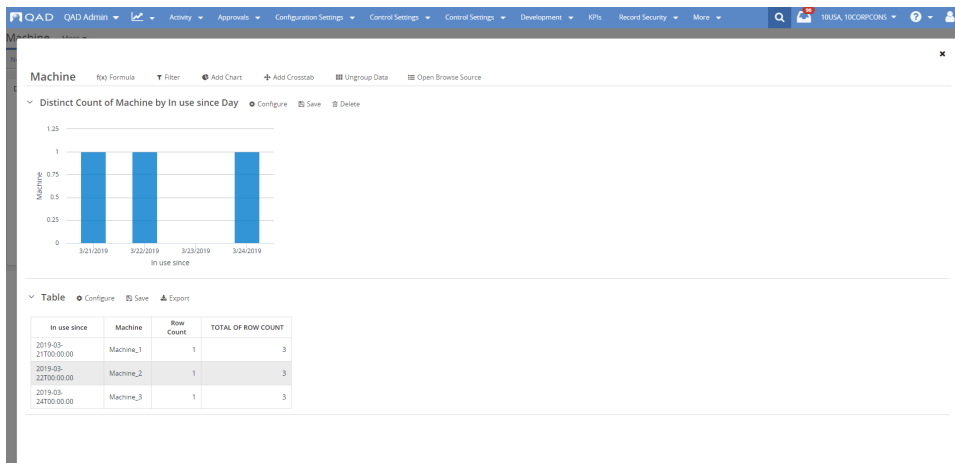 QAD QAD Admin Activity Approvals Configuration Settings Control Settings Control Settings Development KPIs Record Security More 90 10USA, 10CORPCONS ?
Machine More
Machine f(x) Formula Filter Add Chart Add Crosstab Ungroup Data Open Browse Source
Distinct Count of Machine by In use since Day Configure Save Delete
1.25
1
0.75
0.5
0.25
0
Machine
3/21/2019 3/22/2019 3/23/2019 3/24/2019
In use since
Table Configure Save Export
In use since Machine Row Count TOTAL OF ROW COUNT
2019-03-
21T00:00:00 Machine_1 1 3
2019-03-
22T00:00:00 Machine_2 1 3
2019-03-
24T00:00:00 Machine_3 1 3